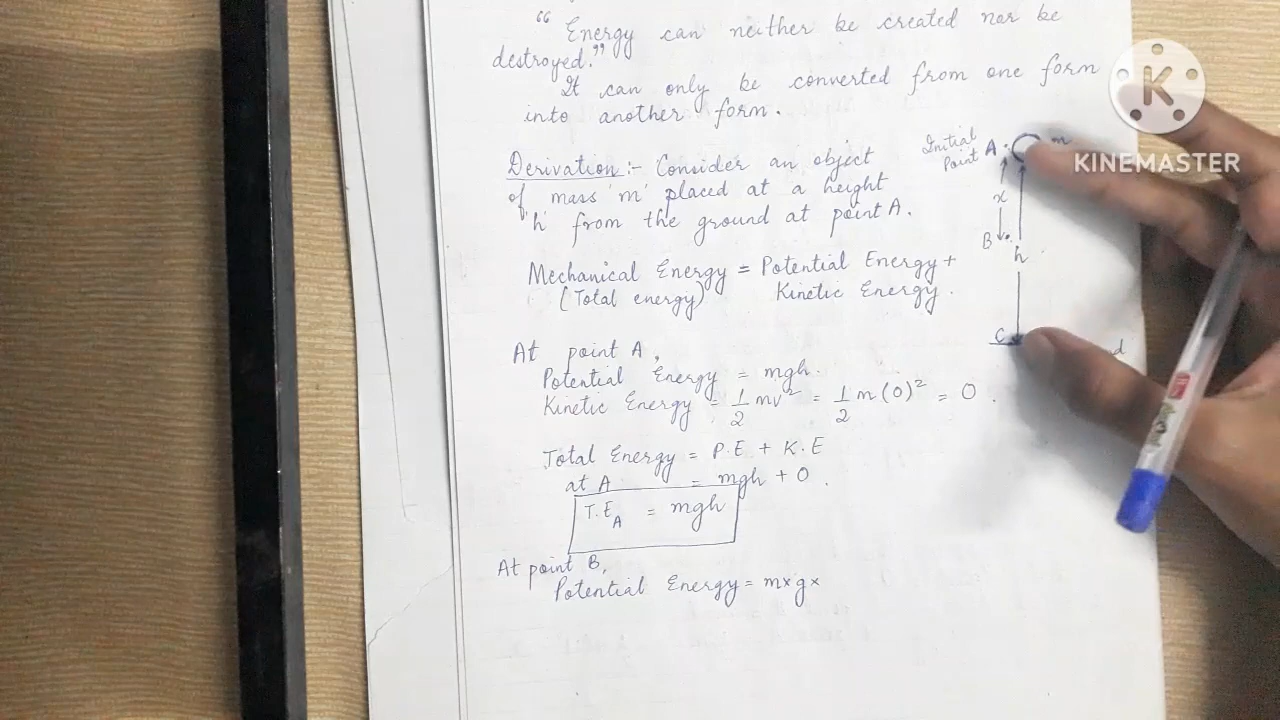 “ Energy can neither be created nor be
destroyed.”
It can only be converted from one form
into another form.
Derivation :- Consider an object
of mass 'm' placed at a height
'h' from the ground at point A.
Mechanical Energy = Potential Energy +
(Total energy) Kinetic Energy.
Initial
Point A
m
x
B
h
C
At point A,
Potential Energy = mgh.
Kinetic Energy = 1/2 mv² = 1/2 m(0)² = 0.
Total Energy = P.E + K.E
at A = mgh + 0.
T.E_A = mgh
At point B,
Potential Energy = m×g×
K
KINEMASTER